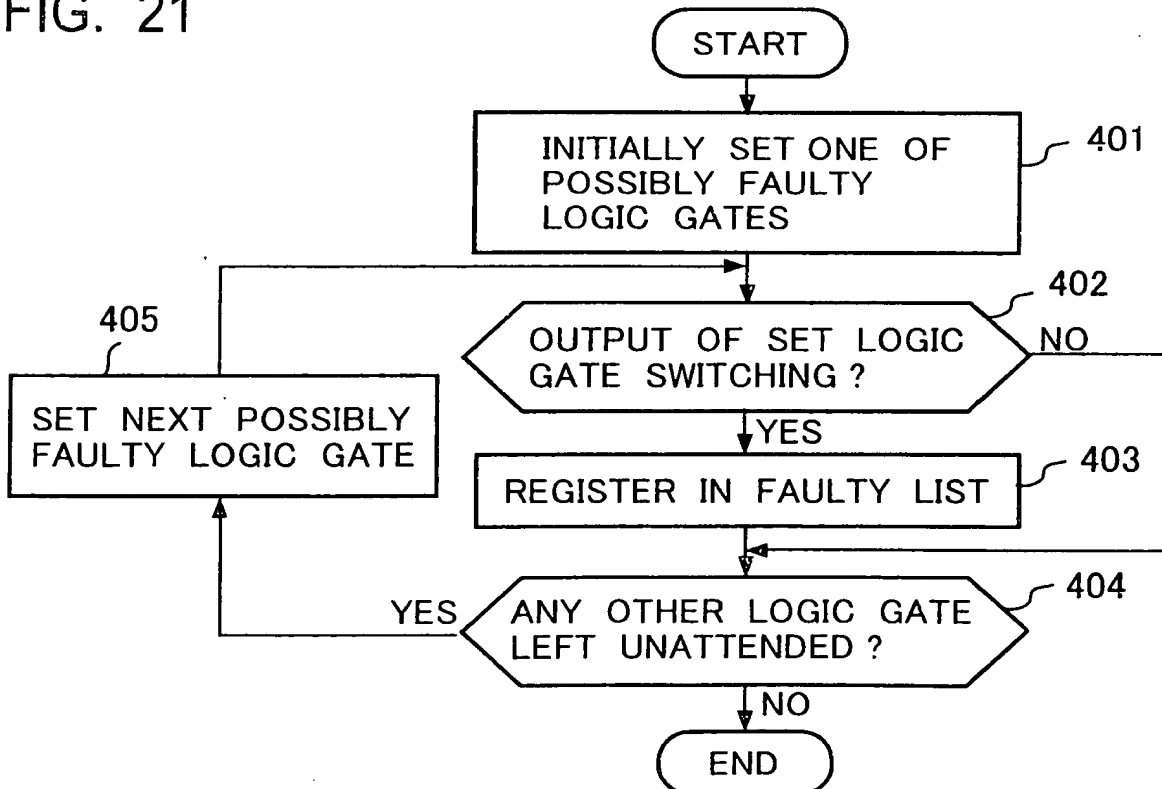 FIG. 21
START
INITIALLY SET ONE OF
POSSIBLY FAULTY
LOGIC GATES
401
402
OUTPUT OF SET LOGIC
GATE SWITCHING ?
NO
405
SET NEXT POSSIBLY
FAULTY LOGIC GATE
YES
403
REGISTER IN FAULTY LIST
404
YES
ANY OTHER LOGIC GATE
LEFT UNATTENDED ?
NO
END